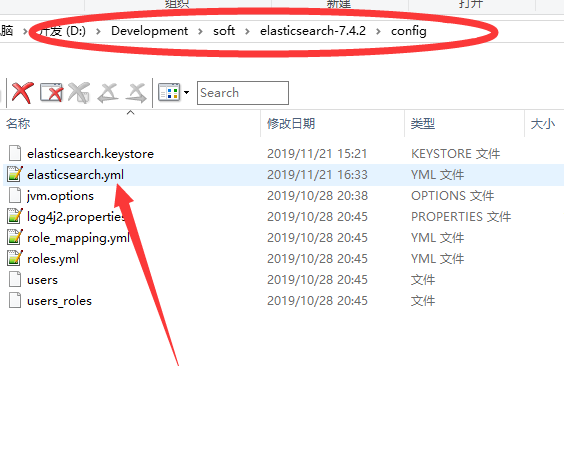 组织 新建 打开
脑 > 开发 (D:) > Development > soft > elasticsearch-7.4.2 > config
Search
名称 修改日期 类型 大小
elasticsearch.keystore 2019/11/21 15:21 KEYSTORE 文件
elasticsearch.yml 2019/11/21 16:33 YML 文件
jvm.options 2019/10/28 20:38 OPTIONS 文件
log4j2.properties 2019/10/28 20:45 PROPERTIES 文件
role_mapping.yml 2019/10/28 20:45 YML 文件
roles.yml 2019/10/28 20:45 YML 文件
users 2019/10/28 20:45 文件
users_roles 2019/10/28 20:45 文件